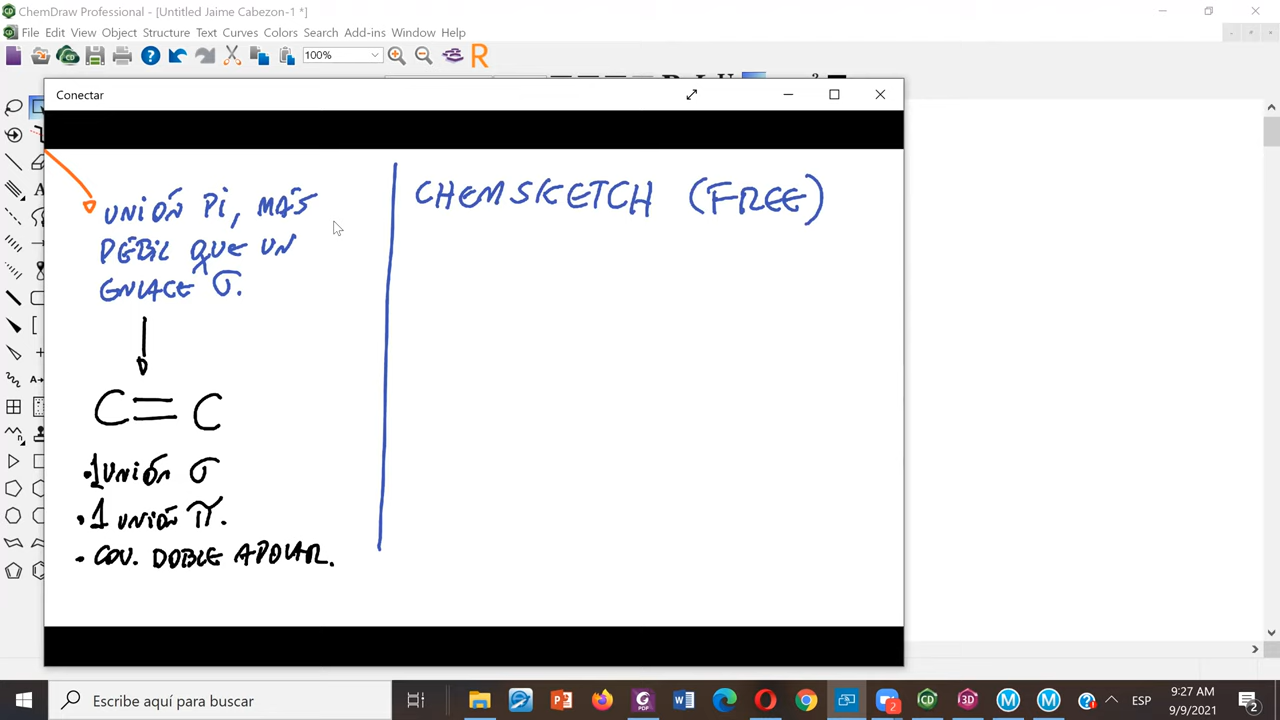 ChemDraw Professional - [Untitled Jaime Cabezon-1 *]
File Edit View Object Structure Text Curves Colors Search Add-ins Window Help
100%
R
Conectar
UNIÓN PI, MÁS
DÉBIL QUE UN
ENLACE σ.
C=C
·1 UNIÓN σ
·1 UNIÓN π.
· COV. DOBLE APOLAR.
CHEMSKETCH (FREE)
Escribe aquí para buscar
2
ESP
9:27 AM
9/9/2021
2